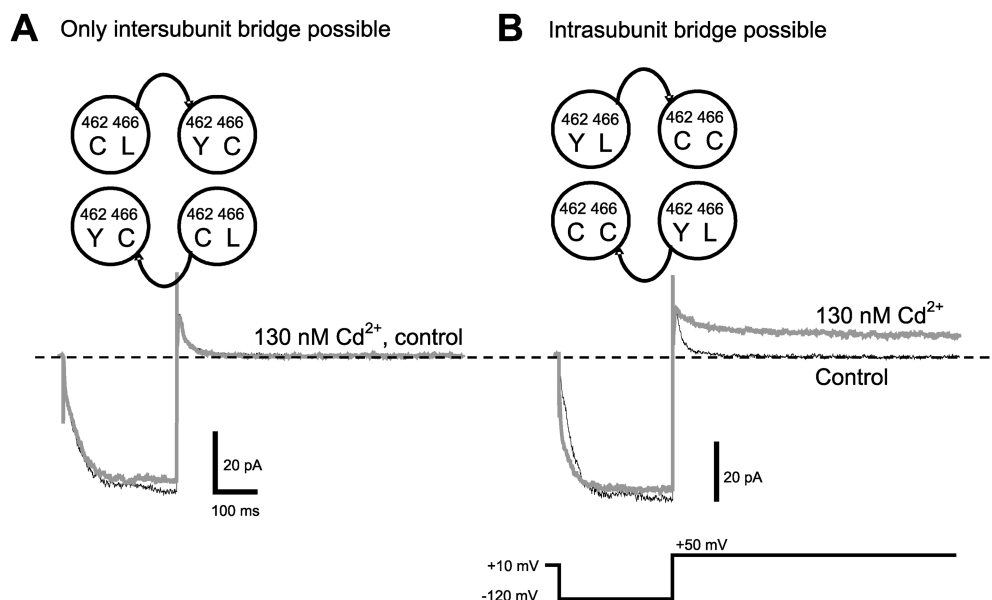 A Only intersubunit bridge possible
462 466
C L
462 466
Y C
462 466
Y C
462 466
C L
130 nM Cd2+, control
20 pA
100 ms
B Intrasubunit bridge possible
462 466
Y L
462 466
C C
462 466
C C
462 466
Y L
130 nM Cd2+
Control
20 pA
+50 mV
+10 mV
-120 mV